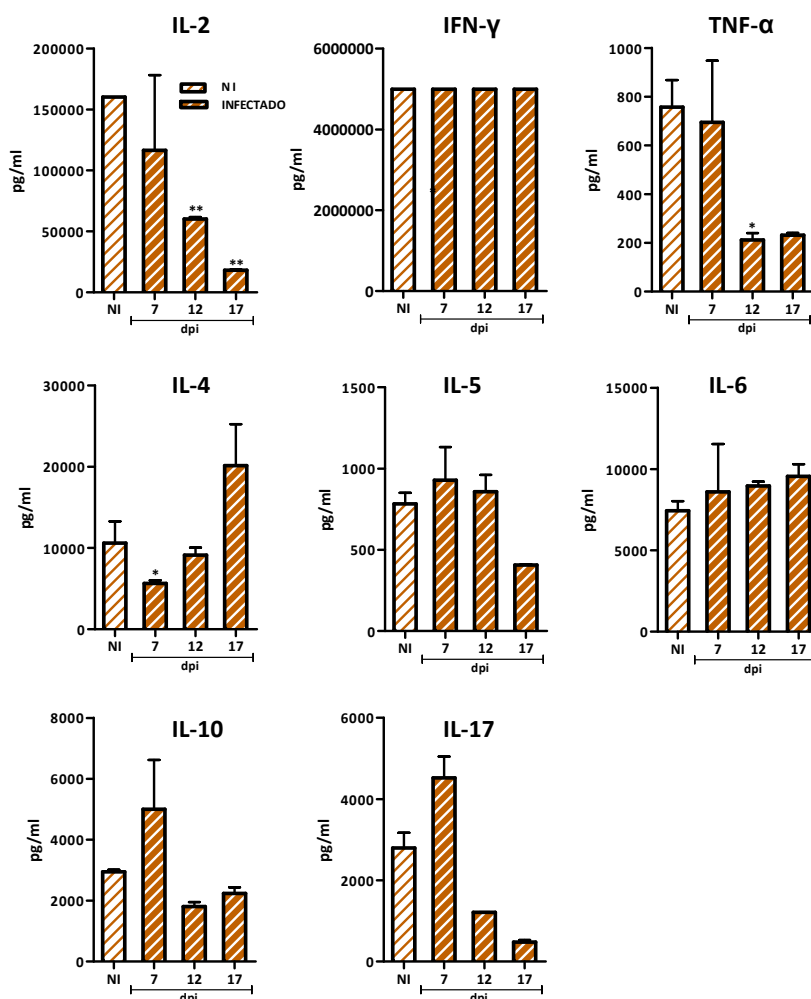 IL-2
200000
150000
100000
50000
0
pg/ml
NI
INFECTADO
**
**
NI 7 12 17
dpi
IFN-γ
6000000
4000000
2000000
0
pg/ml
*
NI 7 12 17
dpi
TNF-α
1000
800
600
400
200
0
pg/ml
*
NI 7 12 17
dpi
IL-4
30000
20000
10000
0
pg/ml
*
NI 7 12 17
dpi
IL-5
1500
1000
500
0
pg/ml
NI 7 12 17
dpi
IL-6
15000
10000
5000
0
pg/ml
NI 7 12 17
dpi
IL-10
8000
6000
4000
2000
0
pg/ml
NI 7 12 17
dpi
IL-17
6000
4000
2000
0
pg/ml
NI 7 12 17
dpi